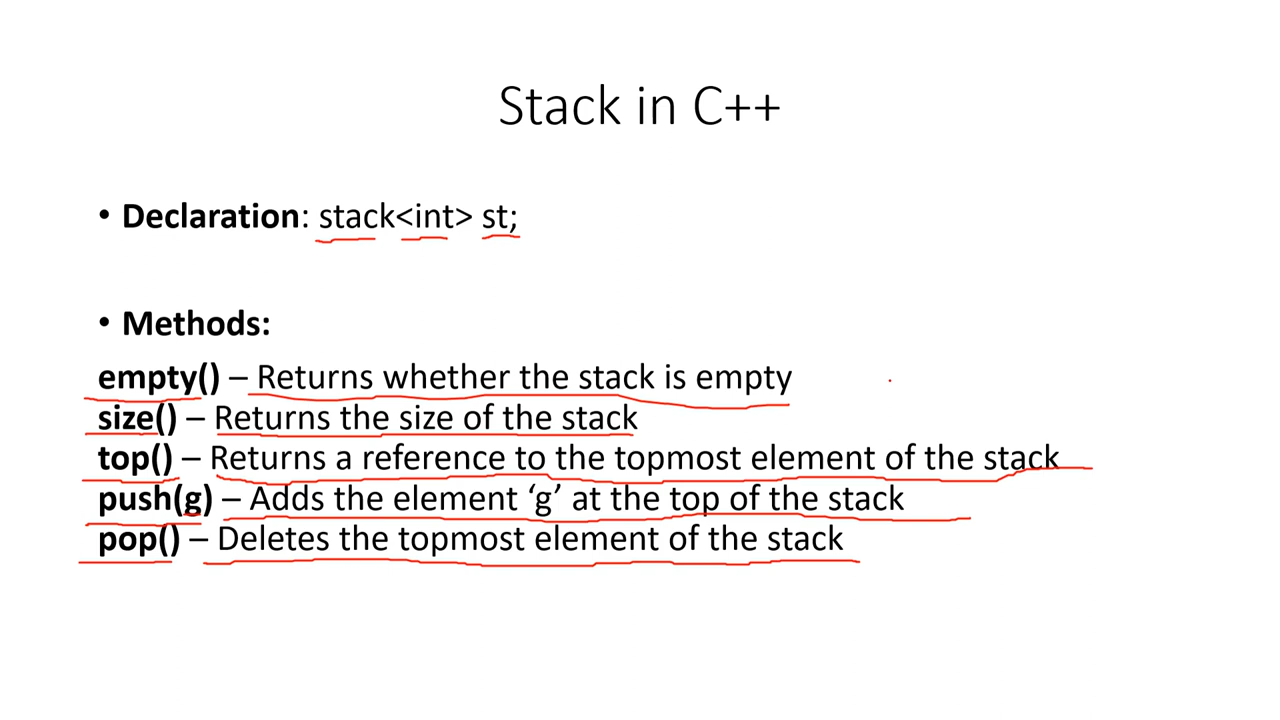 Stack in C++
• Declaration: stack<int> st;
• Methods:
empty() – Returns whether the stack is empty
size() – Returns the size of the stack
top() – Returns a reference to the topmost element of the stack
push(g) – Adds the element ‘g’ at the top of the stack
pop() – Deletes the topmost element of the stack